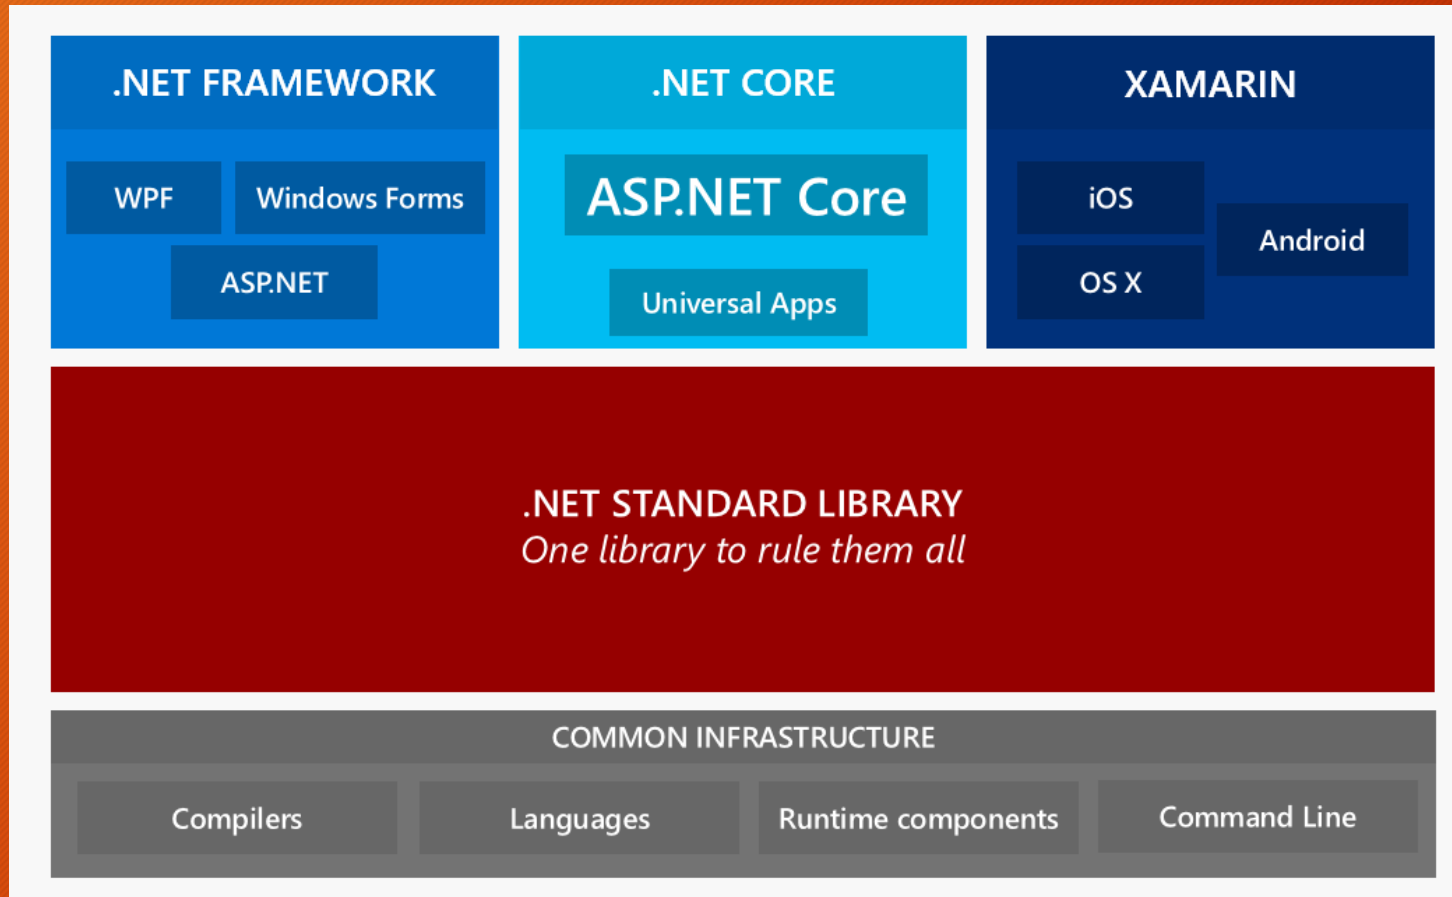 .NET FRAMEWORK
WPF
Windows Forms
ASP.NET
.NET CORE
ASP.NET Core
Universal Apps
XAMARIN
iOS
Android
OS X
.NET STANDARD LIBRARY
One library to rule them all
COMMON INFRASTRUCTURE
Compilers
Languages
Runtime components
Command Line